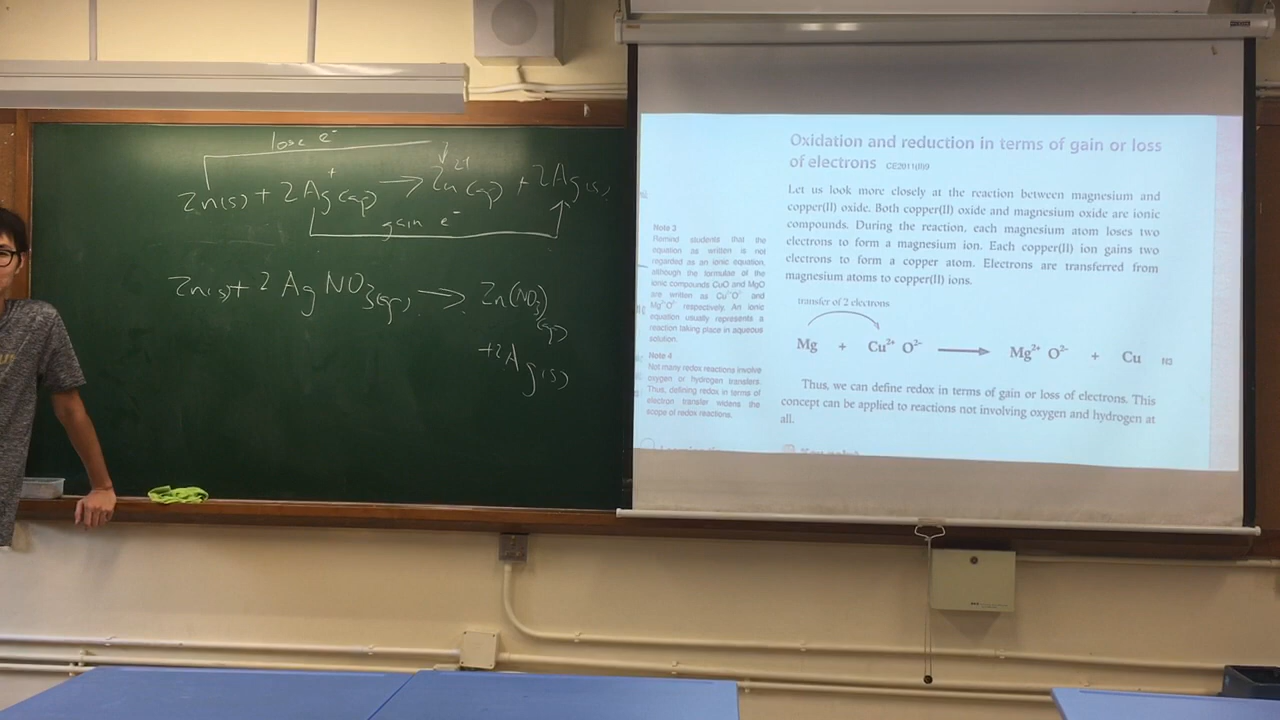 lose e⁻
Zn(s) + 2Ag⁺(aq) → Zn²⁺(aq) + 2Ag(s)
gain e⁻
Zn(s) + 2AgNO₃(aq) → Zn(NO₃)
(aq)
+2Ag(s)
Oxidation and reduction in terms of gain or loss
of electrons CE2011II09
Let us look more closely at the reaction between magnesium and
copper(II) oxide. Both copper(II) oxide and magnesium oxide are ionic
compounds. During the reaction, each magnesium atom loses two
electrons to form a magnesium ion. Each copper(II) ion gains two
electrons to form a copper atom. Electrons are transferred from
magnesium atoms to copper(II) ions.
transfer of 2 electrons
Mg + Cu²⁺ O²⁻ → Mg²⁺ O²⁻ + Cu N3
Thus, we can define redox in terms of gain or loss of electrons. This
concept can be applied to reactions not involving oxygen and hydrogen at
all.
Note 3
Remind students that the
equation as written is not
regarded as an ionic equation,
although the formulae of the
ionic compounds CuO and MgO
are written as Cu²⁺O²⁻ and
Mg²⁺O²⁻ respectively. An ionic
equation usually represents a
reaction taking place in aqueous
solution.
Note 4
Not many redox reactions involve
oxygen or hydrogen transfers.
Thus, defining redox in terms of
electron transfer widens the
scope of redox reactions.